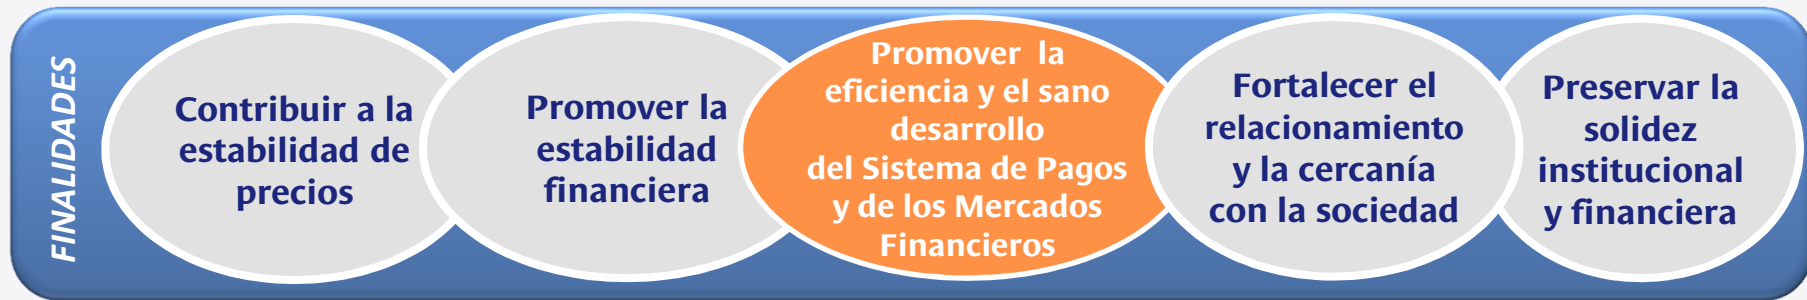 FINALIDADES
Contribuir a la
estabilidad de
precios
Promover la
estabilidad
financiera
Promover la
eficiencia y el sano
desarrollo
del Sistema de Pagos
y de los Mercados
Financieros
Fortalecer el
relacionamiento
y la cercanía
con la sociedad
Preservar la
solidez
institucional
y financiera